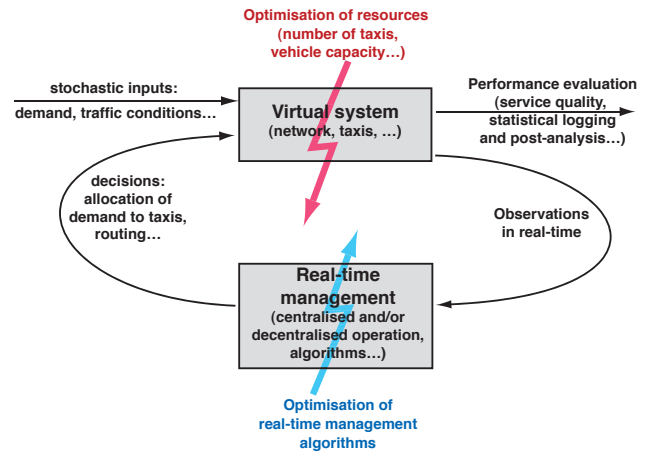 Optimisation of resources
(number of taxis,
vehicle capacity…)
stochastic inputs:
demand, traffic conditions…
Virtual system
(network, taxis, …)
Performance evaluation
(service quality,
statistical logging
and post-analysis…)
decisions:
allocation of
demand to taxis,
routing…
Observations
in real-time
Real-time
management
(centralised and/or
decentralised operation,
algorithms…)
Optimisation of
real-time management
algorithms